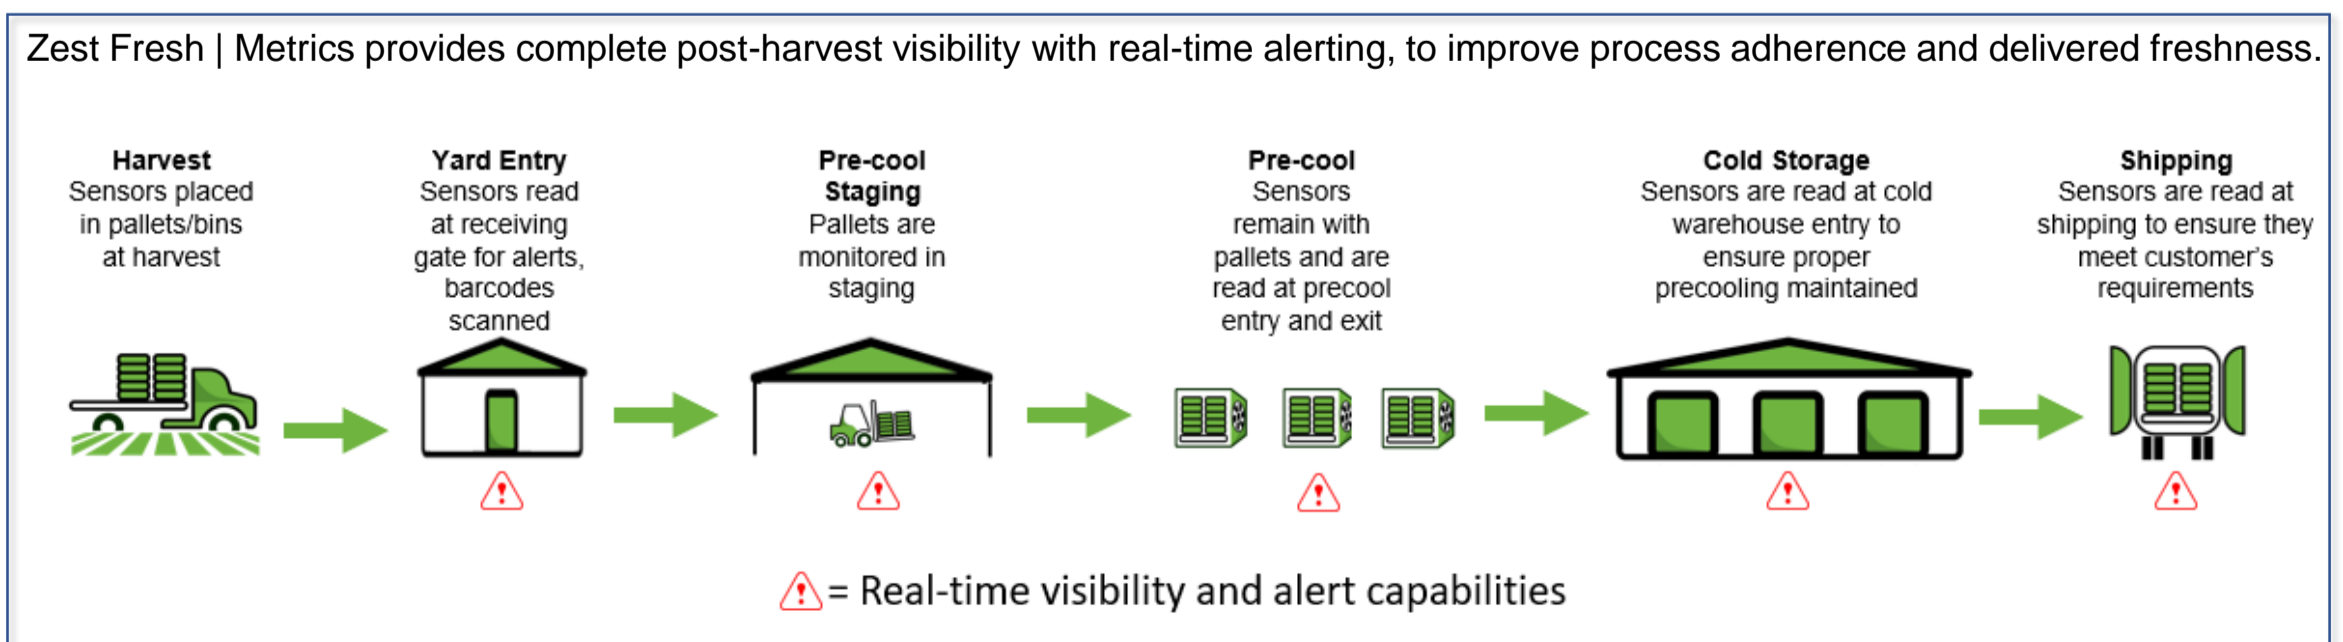 Zest Fresh | Metrics provides complete post-harvest visibility with real-time alerting, to improve process adherence and delivered freshness.
Harvest
Sensors placed
in pallets/bins
at harvest
Yard Entry
Sensors read
at receiving
gate for alerts,
barcodes
scanned
Pre-cool
Staging
Pallets are
monitored in
staging
Pre-cool
Sensors
remain with
pallets and are
read at precool
entry and exit
Cold Storage
Sensors are read at cold
warehouse entry to
ensure proper
precooling maintained
Shipping
Sensors are read at
shipping to ensure they
meet customer's
requirements
= Real-time visibility and alert capabilities